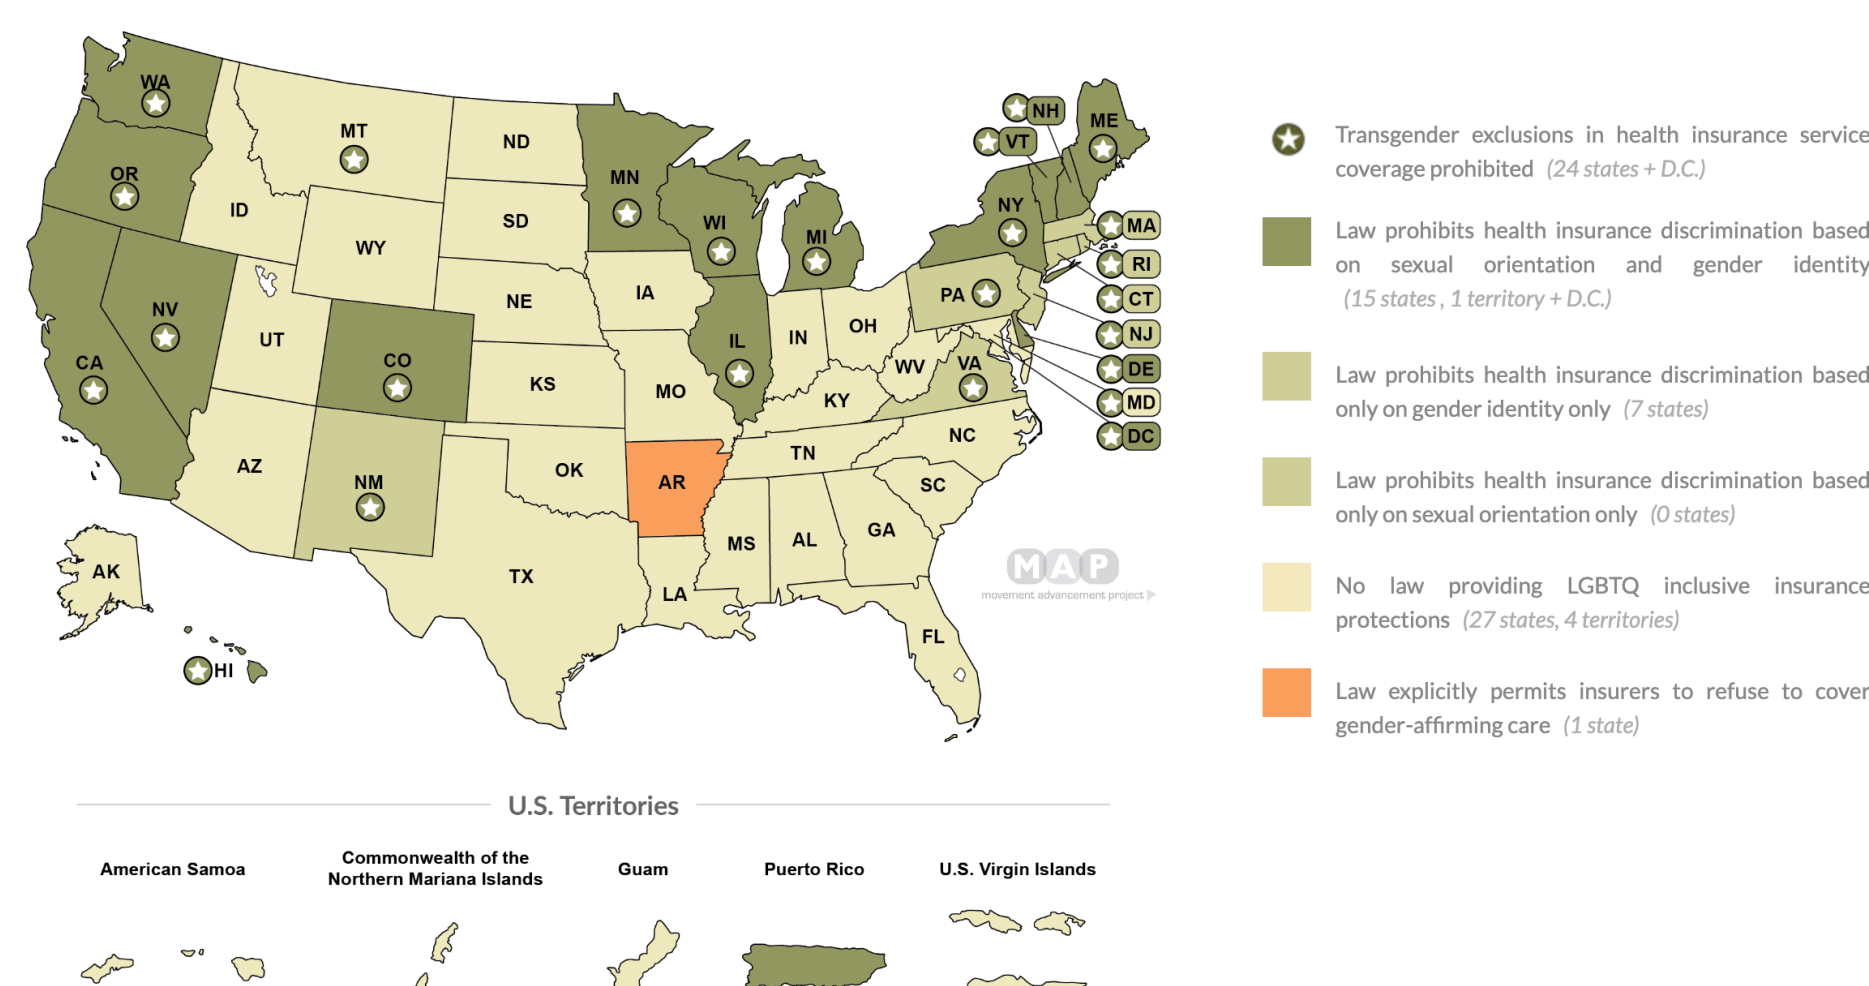 WA
MT
ND
MN
OR
ID
SD
WI
MI
NY
NH
VT
ME
WY
MA
RI
NV
NE
IA
PA
CT
UT
IL
IN
OH
NJ
CA
CO
WV
VA
DE
KS
MO
KY
MD
DC
AZ
NM
OK
AR
TN
NC
SC
MS
AL
GA
TX
LA
AK
FL
HI
MAP
movement advancement project
Transgender exclusions in health insurance service
coverage prohibited (24 states + D.C.)
Law prohibits health insurance discrimination based
on sexual orientation and gender identity
(15 states , 1 territory + D.C.)
Law prohibits health insurance discrimination based
only on gender identity only (7 states)
Law prohibits health insurance discrimination based
only on sexual orientation only (0 states)
No law providing LGBTQ inclusive insurance
protections (27 states, 4 territories)
Law explicitly permits insurers to refuse to cover
gender-affirming care (1 state)
U.S. Territories
American Samoa
Commonwealth of the
Northern Mariana Islands
Guam
Puerto Rico
U.S. Virgin Islands